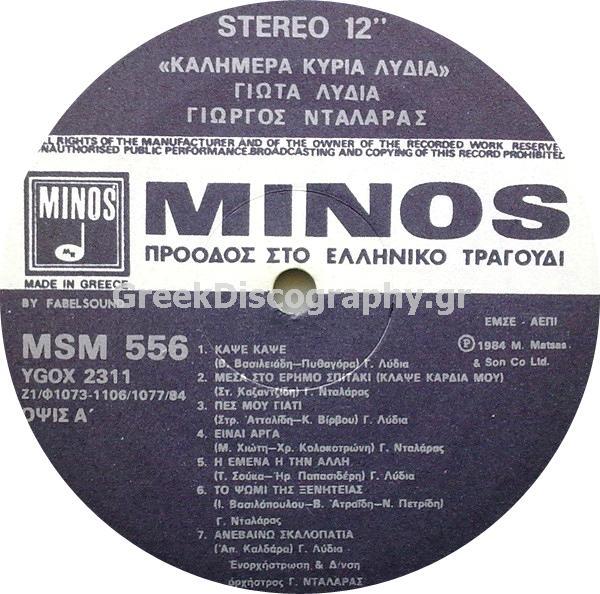 STEREO 12''
«ΚΑΛΗΜΕΡΑ ΚΥΡΙΑ ΛΥΔΙΑ»
ΓΙΩΤΑ ΛΥΔΙΑ
ΓΙΩΡΓΟΣ ΝΤΑΛΑΡΑΣ
RIGHTS OF THE MANUFACTURER AND OF THE OWNER OF THE RECORDED WORK RESERVE
UNAUTHORISED PUBLIC PERFORMANCE.BROADCASTING AND COPYING OF THIS RECORD PROHIBITED
MINOS
MINOS
ΠΡΟΟΔΟΣ ΣΤΟ ΕΛΛΗΝΙΚΟ ΤΡΑΓΟΥΔΙ
MADE IN GREECE
BY FABELSOUND
GreekDiscography.gr
MSM 556
YGOX 2311
Ζ1/Φ1073-1106/1077/84
ΟΨΙΣ Α΄
ΕΜΣΕ - ΑΕΠΙ
Ⓟ 1984 M. Matsas
& Son Co Ltd.
1. ΚΑΨΕ ΚΑΨΕ
(Β. Βασιλειάδη-Πυθαγόρα) Γ. Λύδια
2. ΜΕΣΑ ΣΤΟ ΕΡΗΜΟ ΣΠΙΤΑΚΙ (ΚΛΑΨΕ ΚΑΡΔΙΑ ΜΟΥ)
(Στ. Καζαντζίδη) Γ. Νταλάρας
3. ΠΕΣ ΜΟΥ ΓΙΑΤΙ
(Στρ. Ατταλίδη-Κ. Βίρβου) Γ. Λύδια
4. ΕΙΝΑΙ ΑΡΓΑ
(Μ. Χιώτη-Χρ. Κολοκοτρώνη) Γ. Νταλάρας
5. Η ΕΜΕΝΑ Η ΤΗΝ ΑΛΛΗ
(Τ. Σούκα-Ηρ. Παπασιδέρη) Γ. Λύδια
6. ΤΟ ΨΩΜΙ ΤΗΣ ΞΕΝΗΤΕΙΑΣ
(Ι. Βασιλόπουλου-Β. Ατραΐδη-Ν. Πετρίδη)
Γ. Νταλάρας
7. ΑΝΕΒΑΙΝΩ ΣΚΑΛΟΠΑΤΙΑ
(Απ. Καλδάρα) Γ. Λύδια
Ενορχήστρωση & Δ/νση
ορχήστρας Γ. ΝΤΑΛΑΡΑΣ